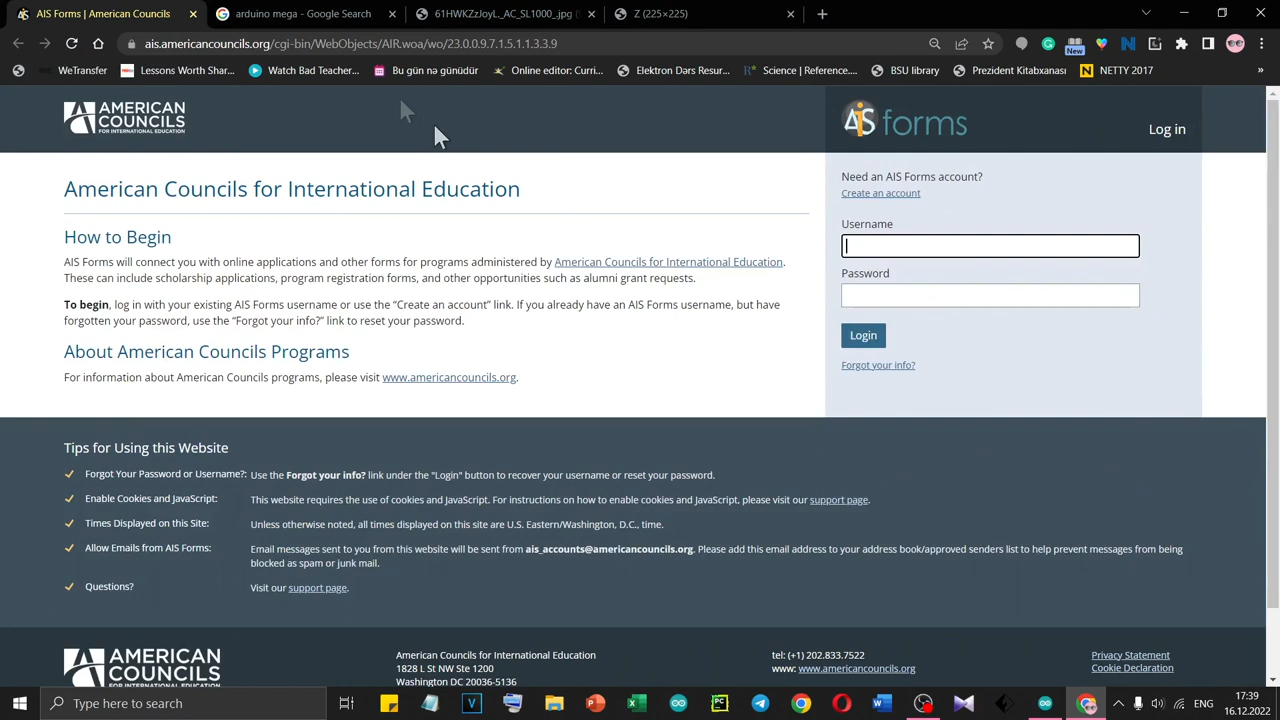 AIS Forms | American Councils
arduino mega - Google Search
61HWKZzJoyL._AC_SL1000_.jpg (
Z (225×225)
ais.americancouncils.org/cgi-bin/WebObjects/AIR.woa/wo/23.0.0.9.7.1.5.1.1.3.3.9
New
WeTransfer
Lessons Worth Shar...
Watch Bad Teacher...
Bu gün nə günüdür
Online editor: Curri...
Elektron Dərs Resur...
Science | Reference...
BSU library
Prezident Kitabxanası
NETTY 2017
»
AMERICAN
COUNCILS
FOR INTERNATIONAL EDUCATION
AiS forms
Log in
American Councils for International Education
How to Begin
AIS Forms will connect you with online applications and other forms for programs administered by American Councils for International Education.
These can include scholarship applications, program registration forms, and other opportunities such as alumni grant requests.
To begin, log in with your existing AIS Forms username or use the “Create an account” link. If you already have an AIS Forms username, but have
forgotten your password, use the “Forgot your info?” link to reset your password.
About American Councils Programs
For information about American Councils programs, please visit www.americancouncils.org.
Need an AIS Forms account?
Create an account
Username
Password
Login
Forgot your info?
Tips for Using this Website
Forgot Your Password or Username?: Use the Forgot your info? link under the "Login" button to recover your username or reset your password.
Enable Cookies and JavaScript: This website requires the use of cookies and JavaScript. For instructions on how to enable cookies and JavaScript, please visit our support page.
Times Displayed on this Site: Unless otherwise noted, all times displayed on this site are U.S. Eastern/Washington, D.C., time.
Allow Emails from AIS Forms: Email messages sent to you from this website will be sent from ais_accounts@americancouncils.org. Please add this email address to your address book/approved senders list to help prevent messages from being
blocked as spam or junk mail.
Questions? Visit our support page.
AMERICAN
COUNCILS
American Councils for International Education
1828 L St NW Ste 1200
Washington DC 20036-5136
tel: (+1) 202.833.7522
www: www.americancouncils.org
Privacy Statement
Cookie Declaration
Type here to search
ENG
17:39
16.12.2022